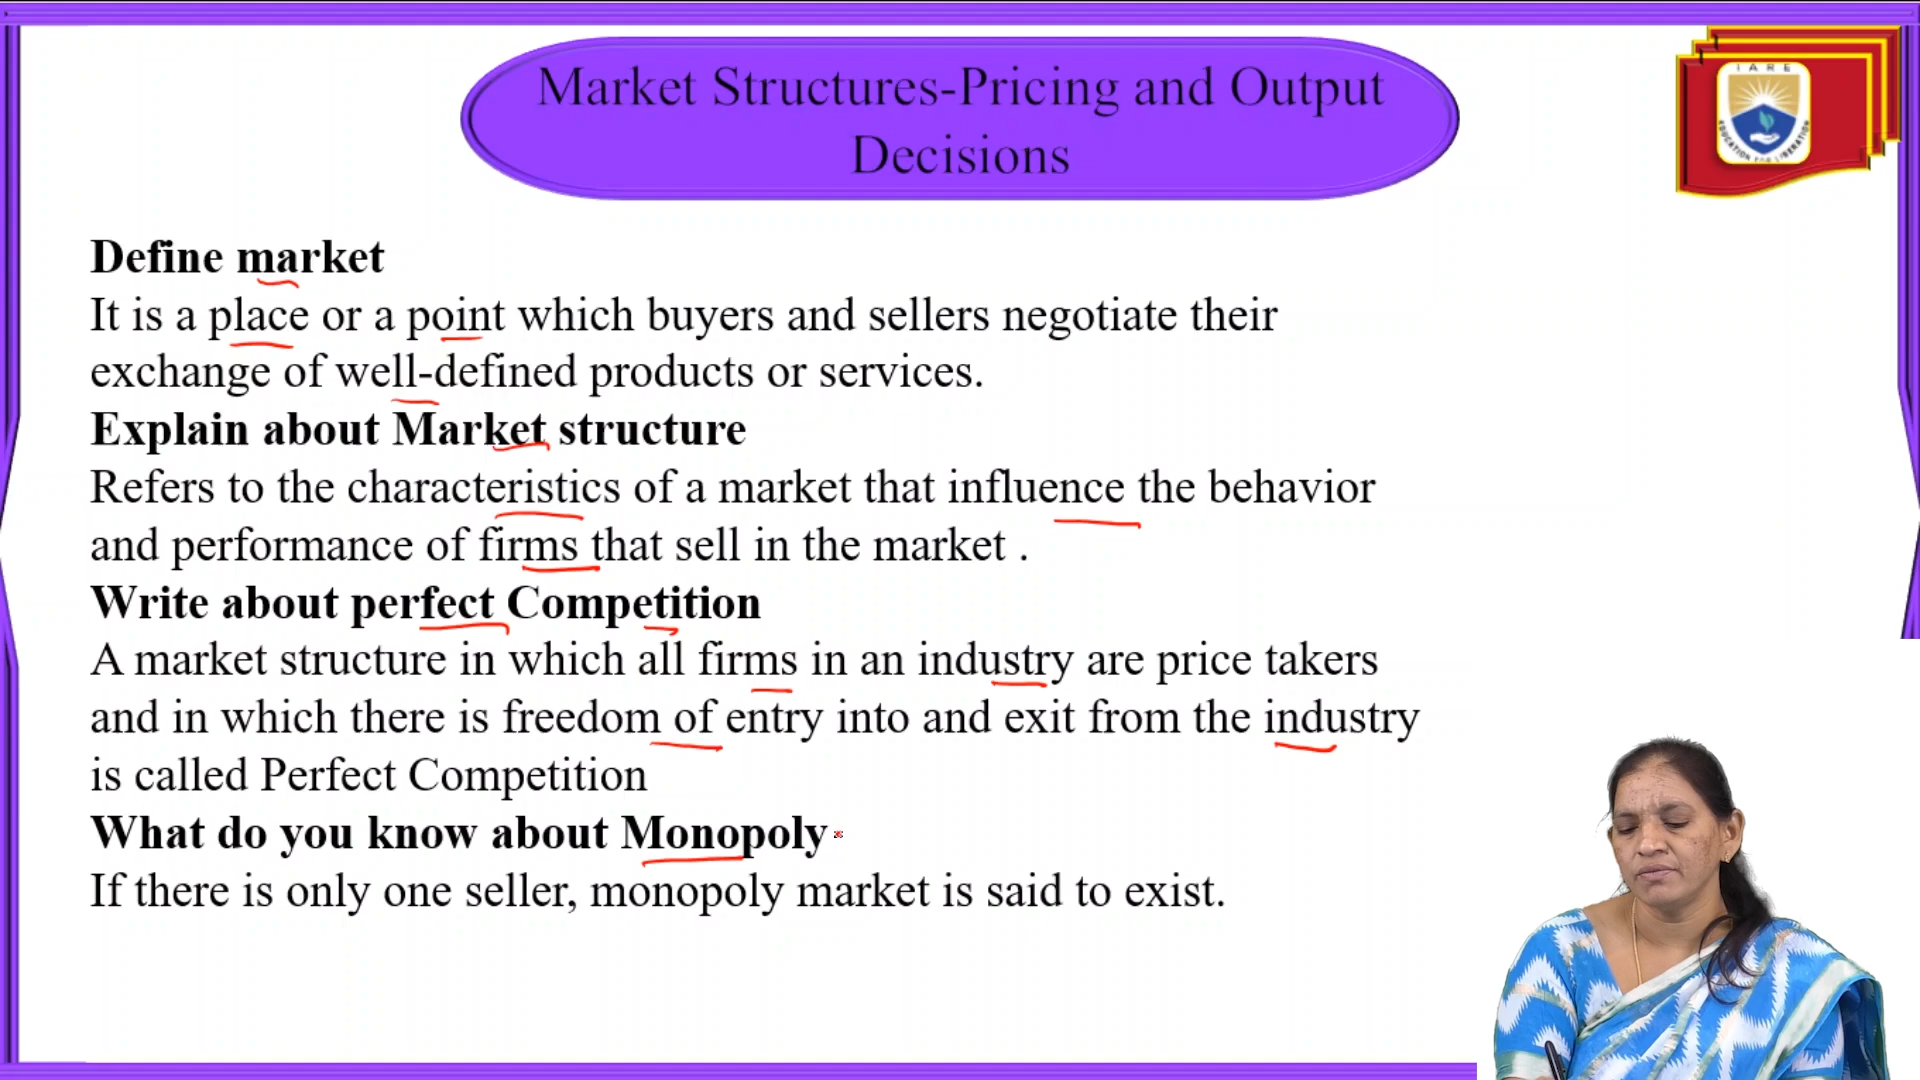 Market Structures-Pricing and Output
Decisions
IARE
EDUCATION FOR LIBERATION
Define market
It is a place or a point which buyers and sellers negotiate their
exchange of well-defined products or services.
Explain about Market structure
Refers to the characteristics of a market that influence the behavior
and performance of firms that sell in the market .
Write about perfect Competition
A market structure in which all firms in an industry are price takers
and in which there is freedom of entry into and exit from the industry
is called Perfect Competition
What do you know about Monopoly
If there is only one seller, monopoly market is said to exist.